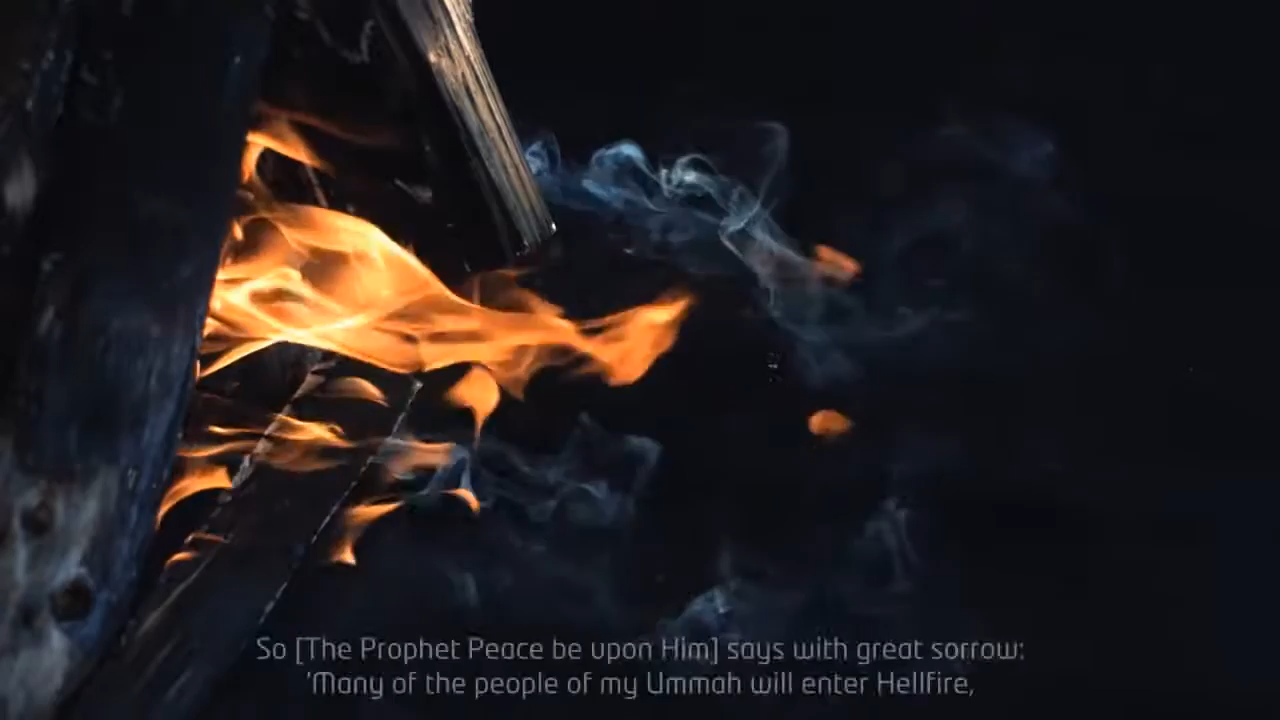 So [The Prophet Peace be upon Him] says with great sorrow:
'Many of the people of my Ummah will enter Hellfire,